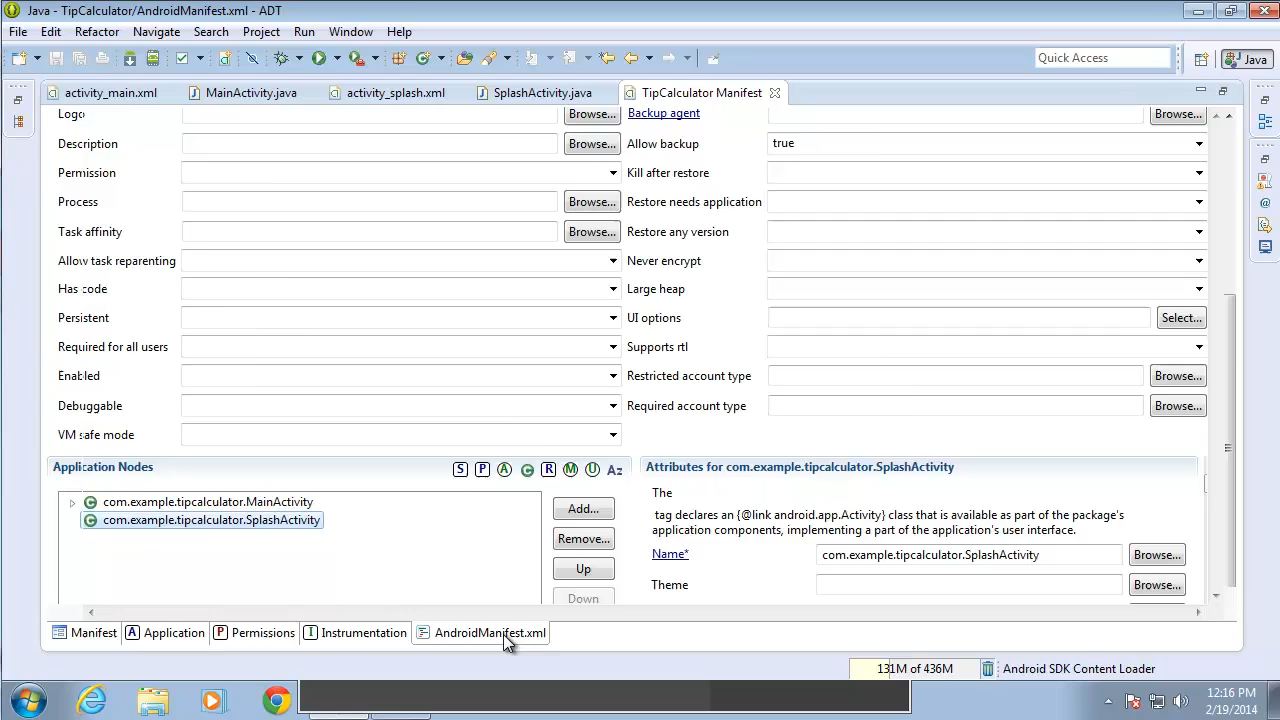 Java - TipCalculator/AndroidManifest.xml - ADT
File Edit Refactor Navigate Search Project Run Window Help
Quick Access
Java
activity_main.xml
MainActivity.java
activity_splash.xml
SplashActivity.java
TipCalculator Manifest
Logo
Browse...
Backup agent
Browse...
Description
Browse...
Allow backup
true
Permission
Kill after restore
Process
Browse...
Restore needs application
Task affinity
Browse...
Restore any version
Allow task reparenting
Never encrypt
Has code
Large heap
Persistent
UI options
Select...
Required for all users
Supports rtl
Enabled
Restricted account type
Browse...
Debuggable
Required account type
Browse...
VM safe mode
Application Nodes
S P A C R M U Az
com.example.tipcalculator.MainActivity
com.example.tipcalculator.SplashActivity
Add...
Remove...
Up
Down
Attributes for com.example.tipcalculator.SplashActivity
The
tag declares an {@link android.app.Activity} class that is available as part of the package's
application components, implementing a part of the application's user interface.
Name*
com.example.tipcalculator.SplashActivity
Browse...
Theme
Browse...
Manifest
A Application
P Permissions
I Instrumentation
AndroidManifest.xml
131M of 436M
Android SDK Content Loader
12:16 PM
2/19/2014